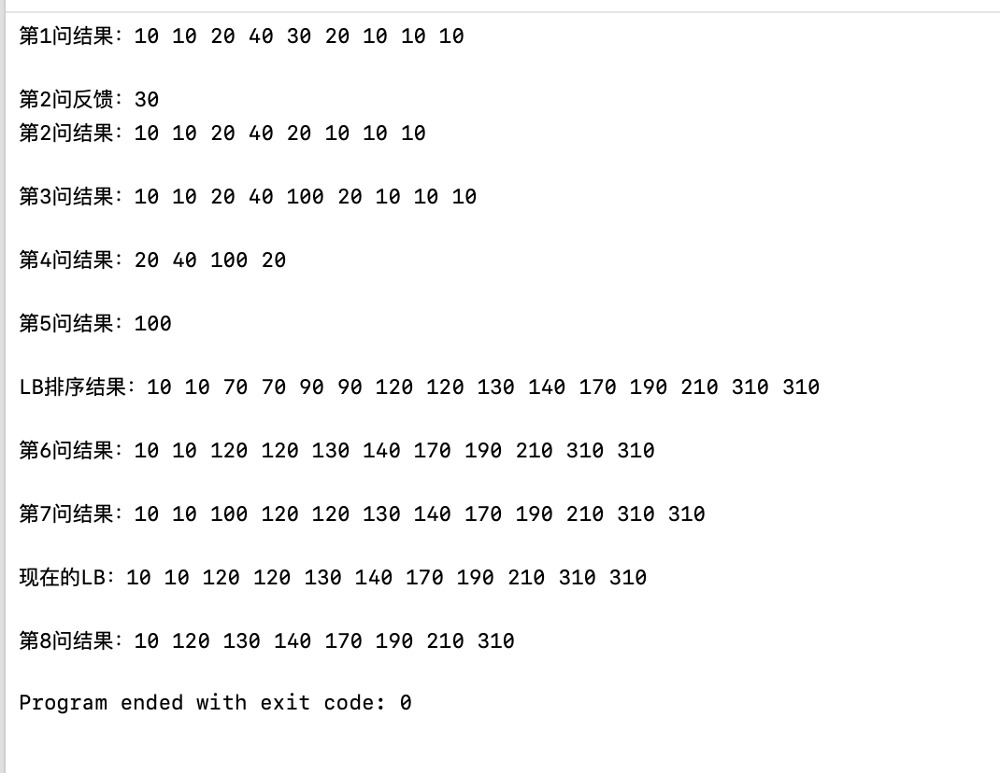 第1问结果：10 10 20 40 30 20 10 10 10
第2问反馈：30
第2问结果：10 10 20 40 20 10 10 10
第3问结果：10 10 20 40 100 20 10 10 10
第4问结果：20 40 100 20
第5问结果：100
LB排序结果：10 10 70 70 90 90 120 120 130 140 170 190 210 310 310
第6问结果：10 10 120 120 130 140 170 190 210 310 310
第7问结果：10 10 100 120 120 130 140 170 190 210 310 310
现在的LB：10 10 120 120 130 140 170 190 210 310 310
第8问结果：10 120 130 140 170 190 210 310
Program ended with exit code: 0